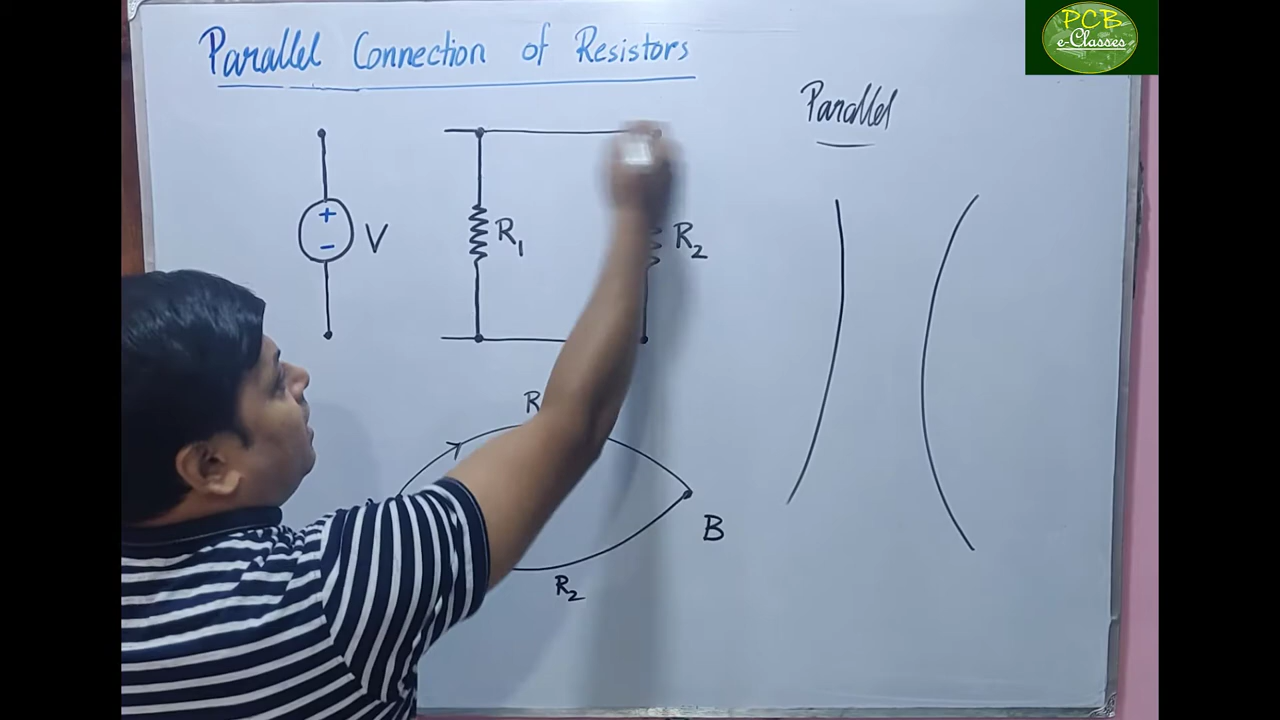 Parallel Connection of Resistors
PCB
e-Classes
Parallel
+
-
V
R1
R2
R
B
R2